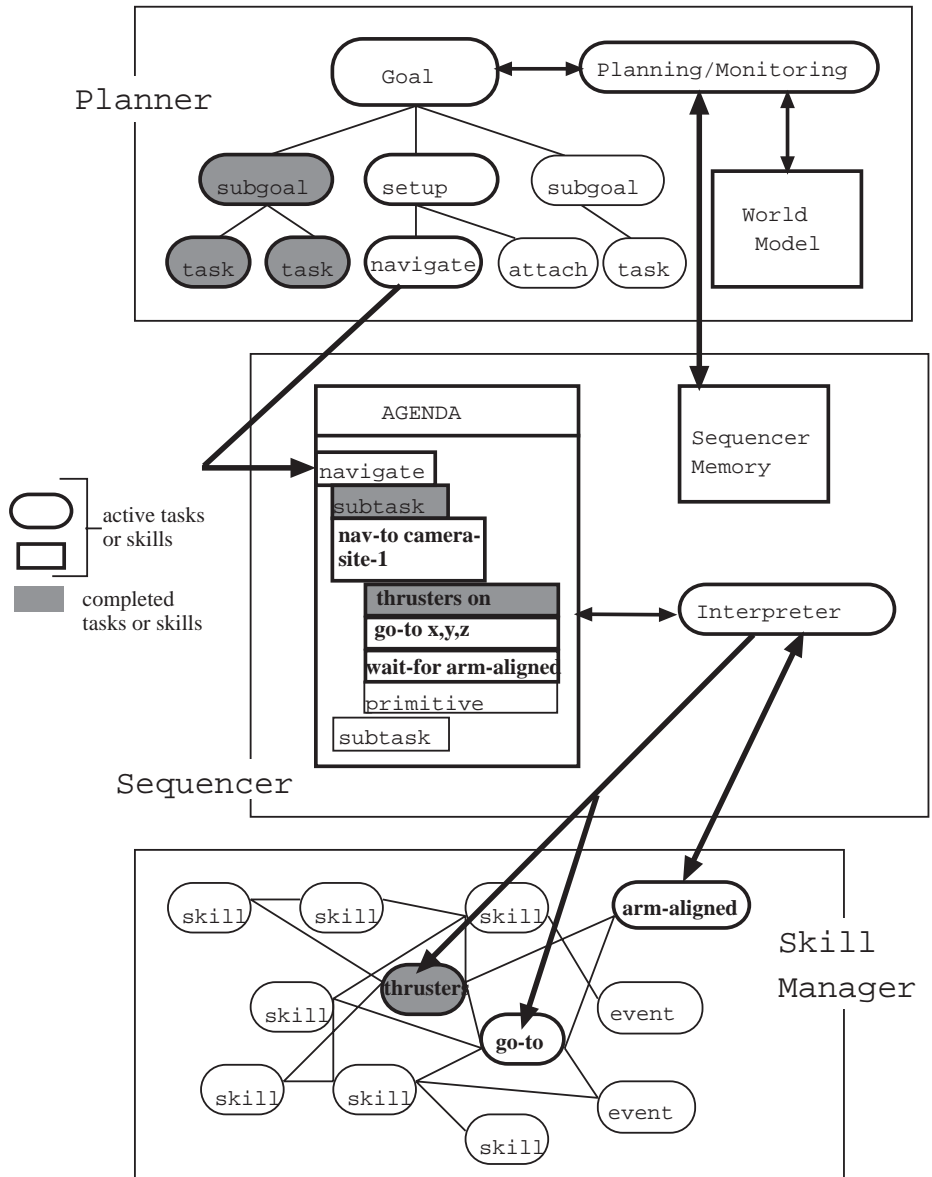 Planner
Goal
Planning/Monitoring
subgoal
setup
subgoal
World
Model
task
task
navigate
attach
task
AGENDA
Sequencer
Memory
navigate
subtask
nav-to camera-
site-1
thrusters on
go-to x,y,z
wait-for arm-aligned
primitive
subtask
Interpreter
active tasks
or skills
completed
tasks or skills
Sequencer
skill
skill
skill
arm-aligned
Skill
Manager
thrusters
skill
go-to
event
skill
skill
event
skill